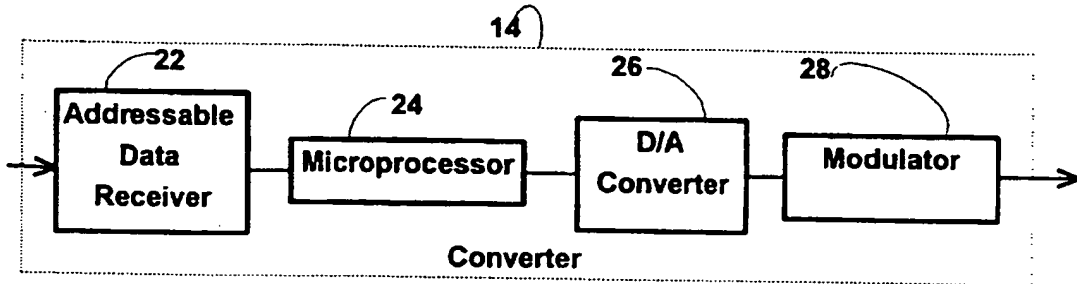 14
22
Addressable
Data
Receiver
24
Microprocessor
26
D/A
Converter
28
Modulator
Converter